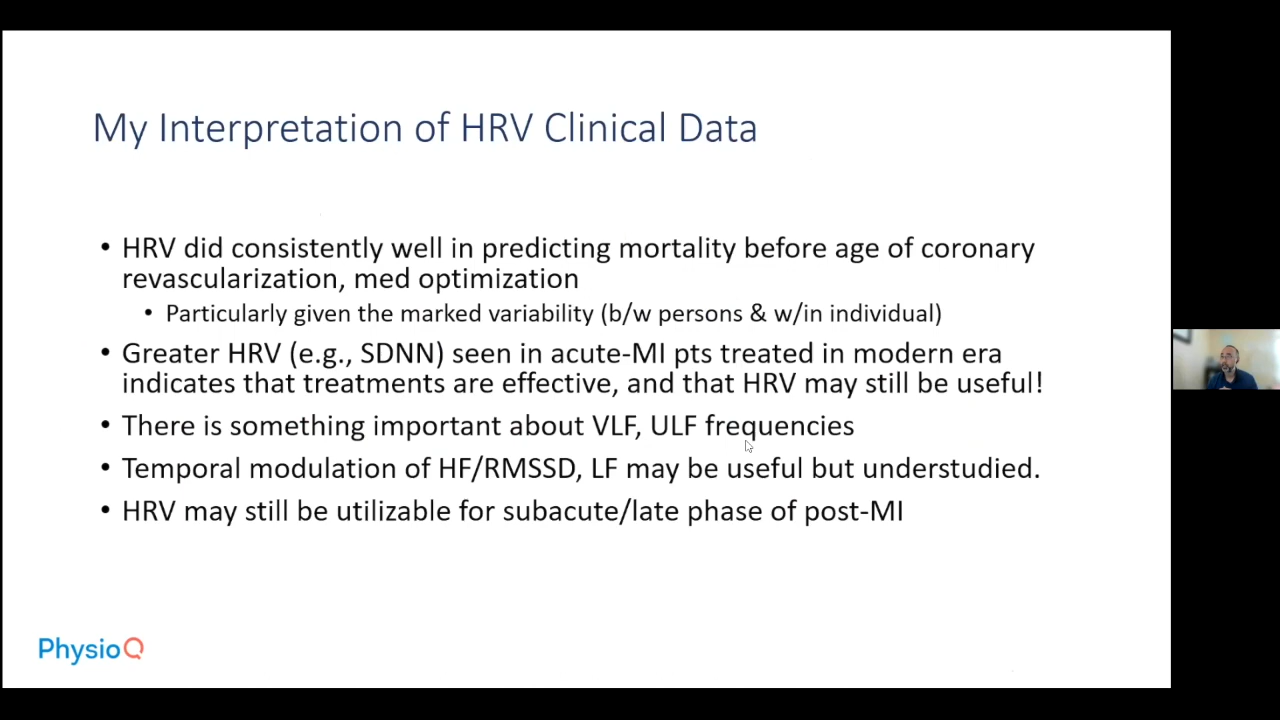 My Interpretation of HRV Clinical Data
• HRV did consistently well in predicting mortality before age of coronary
revascularization, med optimization
• Particularly given the marked variability (b/w persons & w/in individual)
• Greater HRV (e.g., SDNN) seen in acute-MI pts treated in modern era
indicates that treatments are effective, and that HRV may still be useful!
• There is something important about VLF, ULF frequencies
• Temporal modulation of HF/RMSSD, LF may be useful but understudied.
• HRV may still be utilizable for subacute/late phase of post-MI
PhysioQ